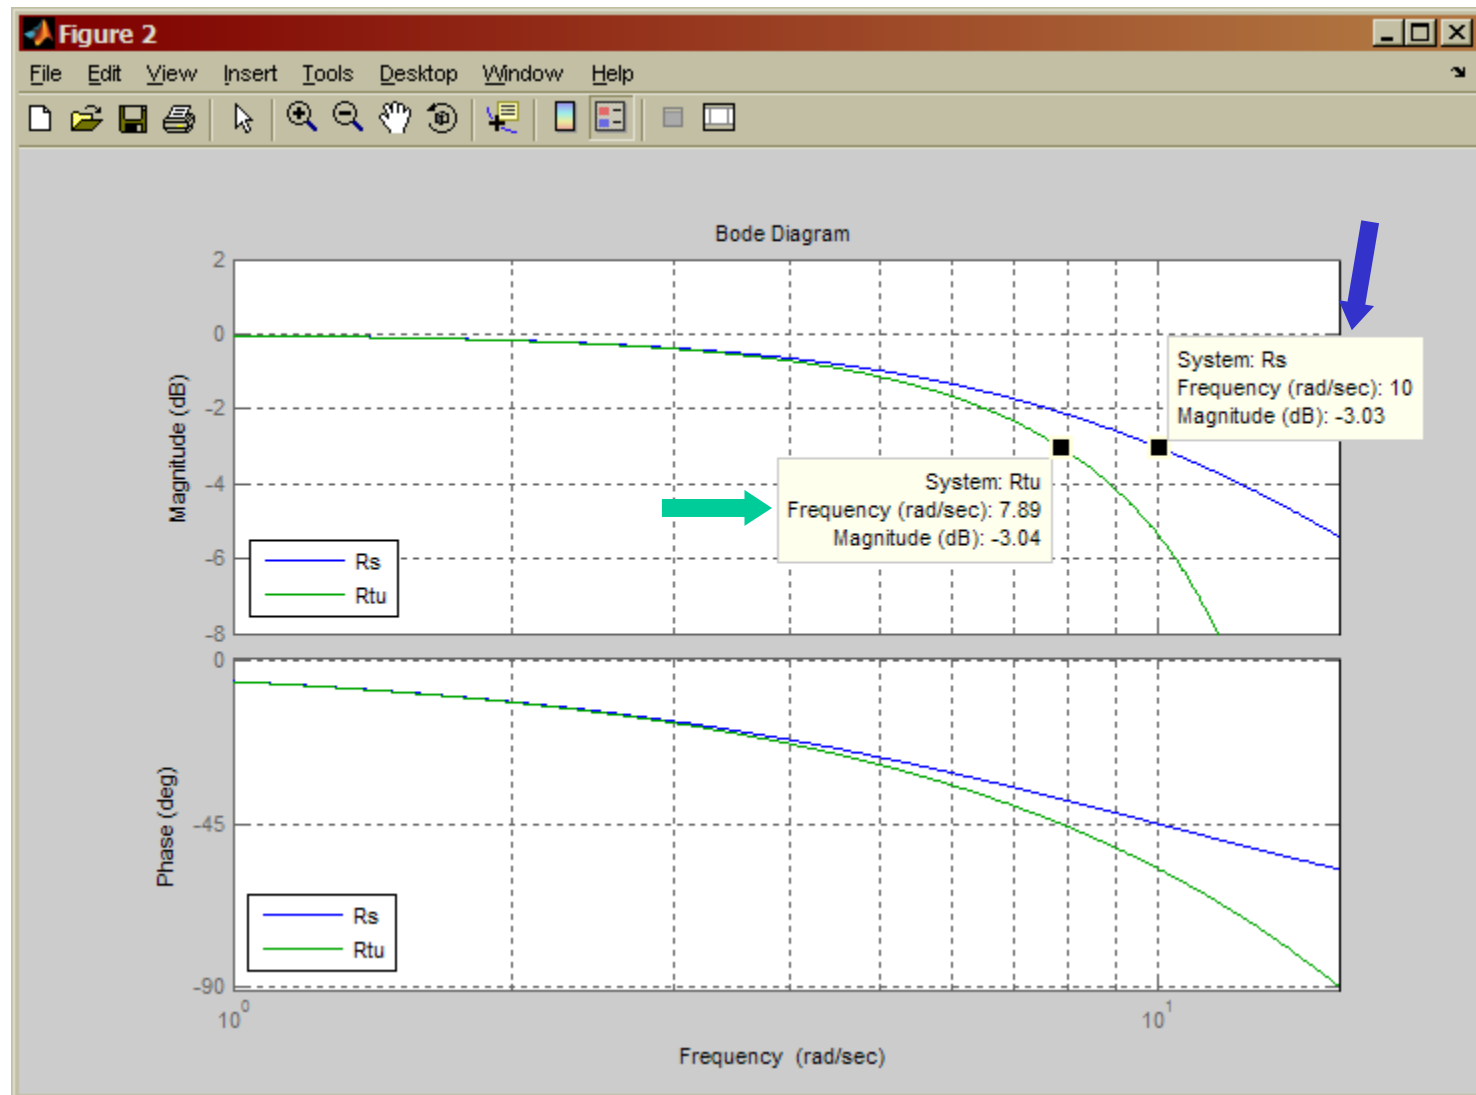 Figure 2
File Edit View Insert Tools Desktop Window Help
Bode Diagram
2
0
-2
-4
-6
-8
Magnitude (dB)
System: Rs
Frequency (rad/sec): 10
Magnitude (dB): -3.03
System: Rtu
Frequency (rad/sec): 7.89
Magnitude (dB): -3.04
Rs
Rtu
0
-45
-90
Phase (deg)
Rs
Rtu
10^0
10^1
Frequency (rad/sec)